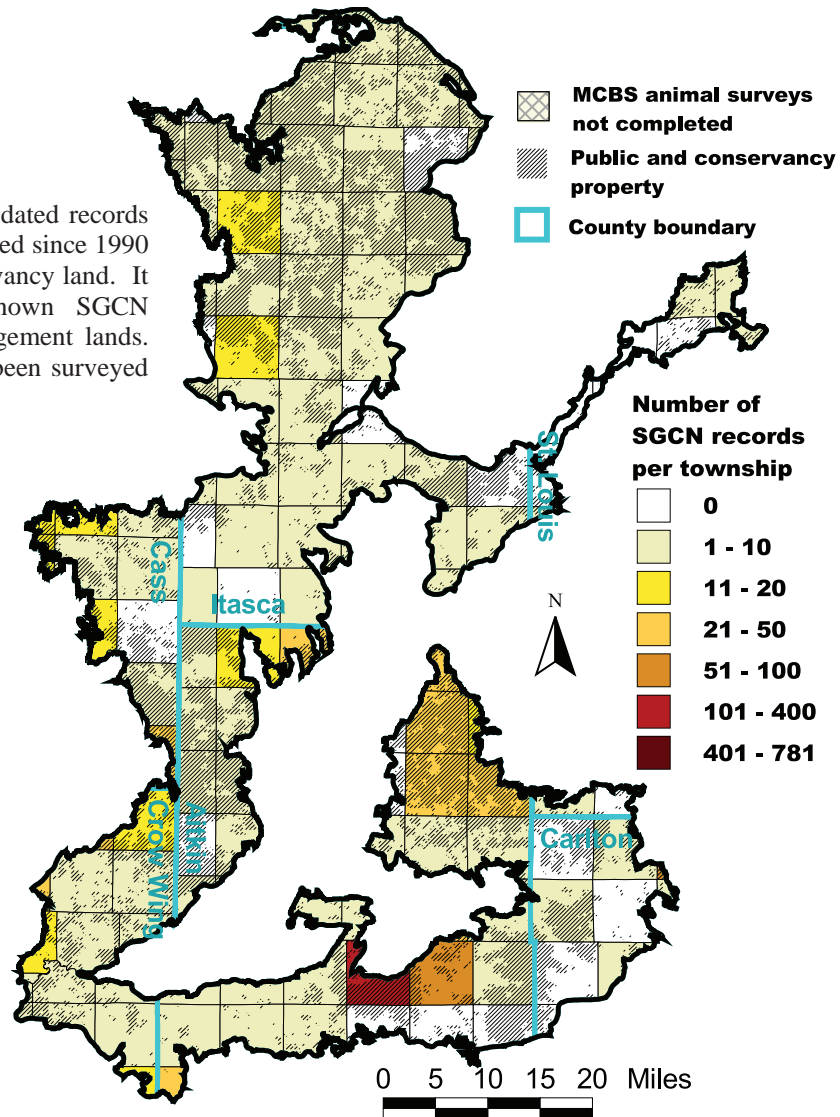 MCBS animal surveys
not completed
Public and conservancy
property
County boundary
dated records
ed since 1990
vancy land. It
nown SGCN
gement lands.
been surveyed
Number of
SGCN records
per township
0
1 - 10
11 - 20
21 - 50
51 - 100
101 - 400
401 - 781
St. Louis
Cass
Itasca
N
Aitkin
Crow Wing
Carlton
0 5 10 15 20 Miles